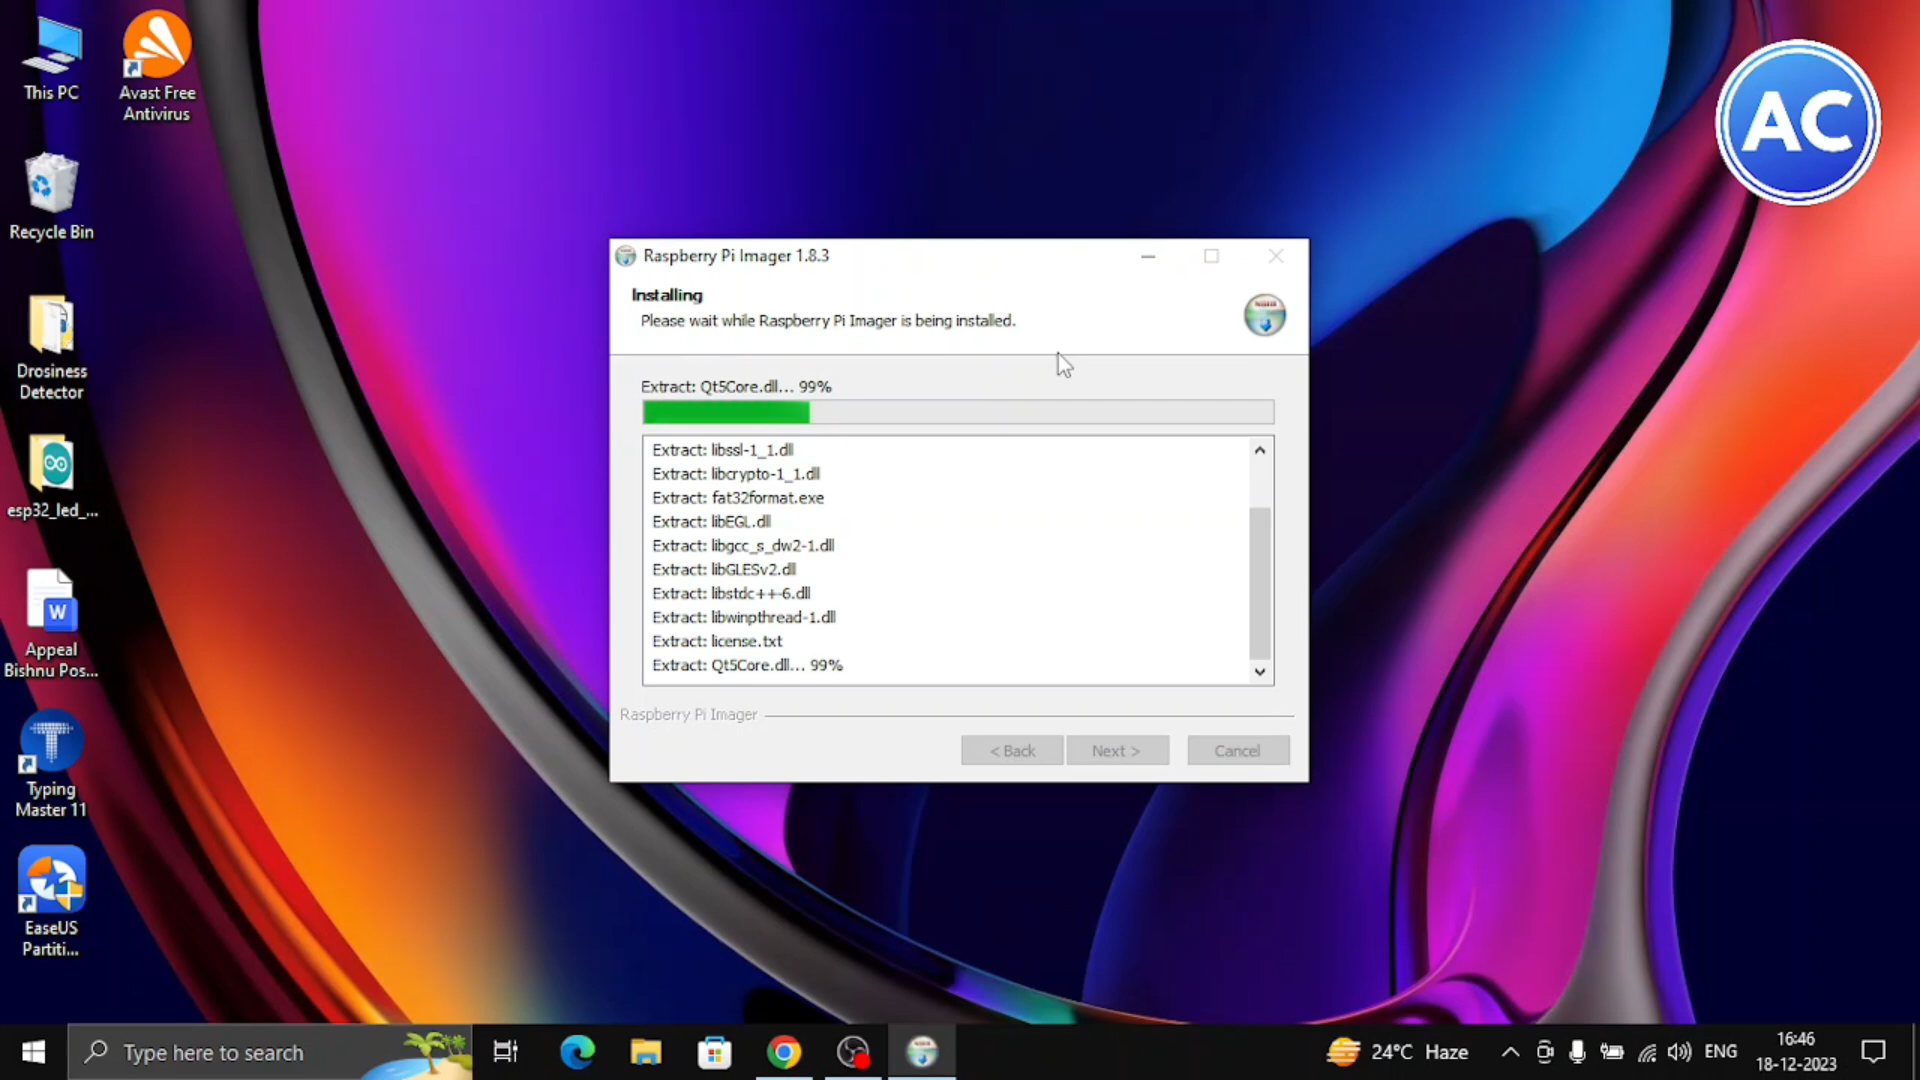 This PC
Avast Free
Antivirus
AC
Recycle Bin
Drosiness
Detector
esp32_led_...
W
Appeal
Bishnu Pos...
Typing
Master 11
EaseUS
Partiti...
Raspberry Pi Imager 1.8.3
Installing
Please wait while Raspberry Pi Imager is being installed.
Extract: Qt5Core.dll... 99%
Extract: libssl-1_1.dll
Extract: libcrypto-1_1.dll
Extract: fat32format.exe
Extract: libEGL.dll
Extract: libgcc_s_dw2-1.dll
Extract: libGLESv2.dll
Extract: libstdc++-6.dll
Extract: libwinpthread-1.dll
Extract: license.txt
Extract: Qt5Core.dll... 99%
Raspberry Pi Imager
< Back
Next >
Cancel
Type here to search
24°C Haze
ENG
16:46
18-12-2023